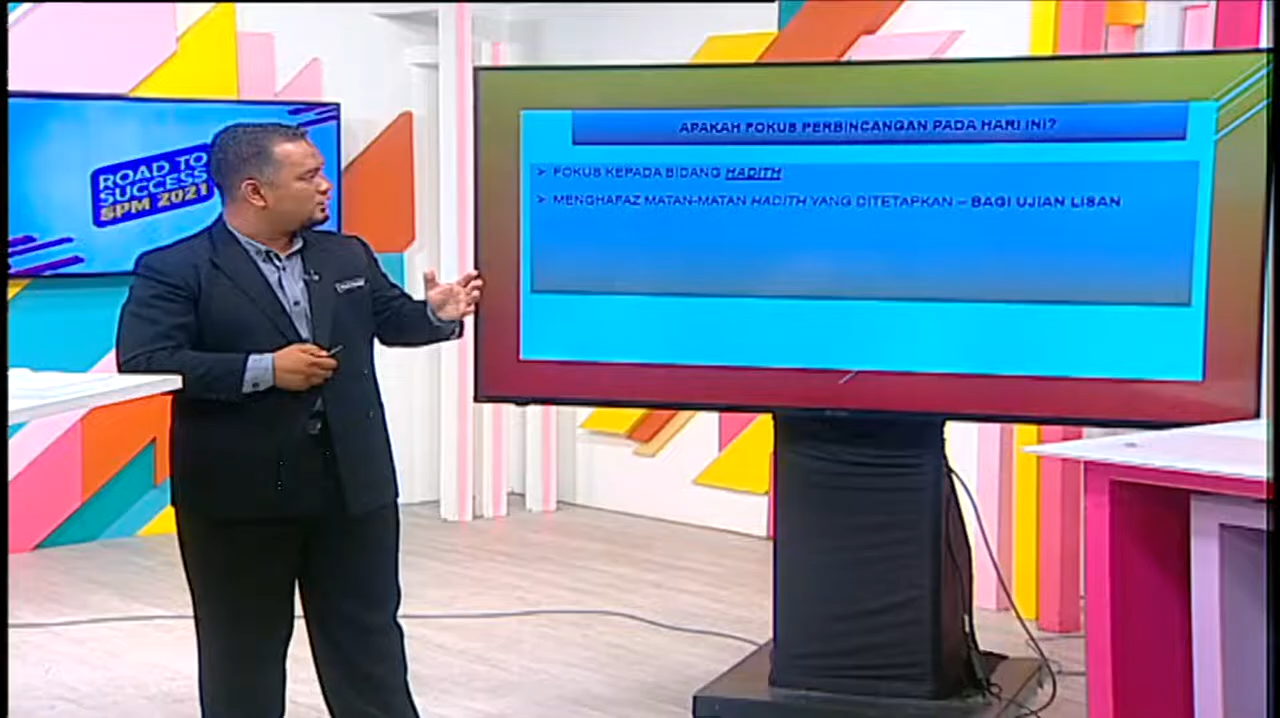 ROAD TO
SUCCESS
SPM 2021
APAKAH FOKUS PERBINCANGAN PADA HARI INI?
➢ FOKUS KEPADA BIDANG HADITH
➢ MENGHAFAZ MATAN-MATAN HADITH YANG DITETAPKAN – BAGI UJIAN LISAN